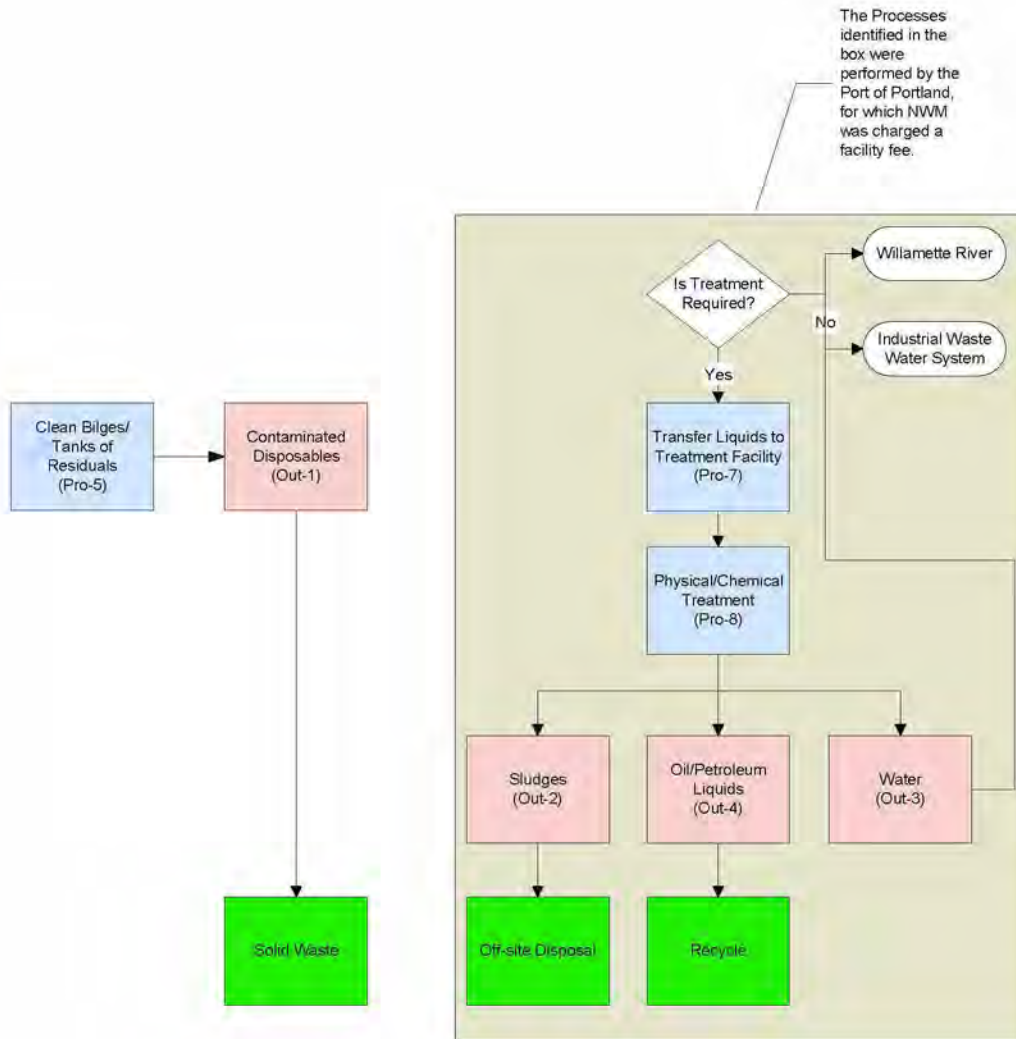 The Processes
identified in the
box were
performed by the
Port of Portland,
for which NWM
was charged a
facility fee.
Willamette River
Is Treatment
Required?
No
Industrial Waste
Water System
Yes
Clean Bilges/
Tanks of
Residuals
(Pro-5)
Contaminated
Disposables
(Out-1)
Transfer Liquids to
Treatment Facility
(Pro-7)
Physical/Chemical
Treatment
(Pro-8)
Sludges
(Out-2)
Oil/Petroleum
Liquids
(Out-4)
Water
(Out-3)
Solid Waste
Off-site Disposal
Recycle